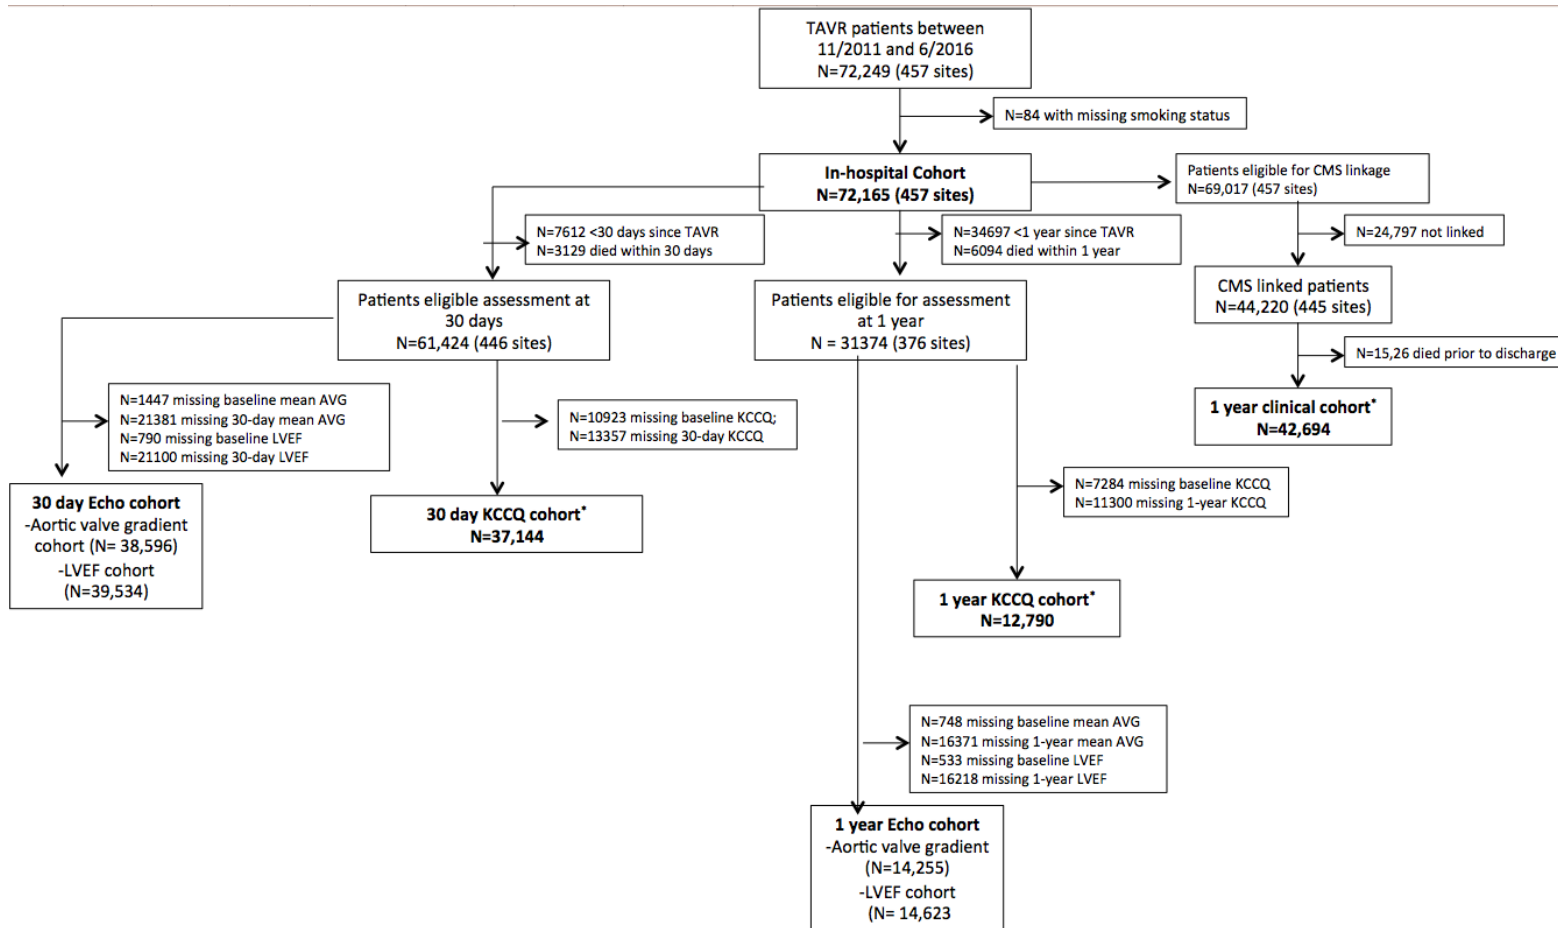 TAVR patients between
11/2011 and 6/2016
N=72,249 (457 sites)
N=84 with missing smoking status
In-hospital Cohort
N=72,165 (457 sites)
Patients eligible for CMS linkage
N=69,017 (457 sites)
N=7612 <30 days since TAVR
N=3129 died within 30 days
N=34697 <1 year since TAVR
N=6094 died within 1 year
N=24,797 not linked
Patients eligible assessment at
30 days
N=61,424 (446 sites)
Patients eligible for assessment
at 1 year
N = 31374 (376 sites)
CMS linked patients
N=44,220 (445 sites)
N=15,26 died prior to discharge
N=1447 missing baseline mean AVG
N=21381 missing 30-day mean AVG
N=790 missing baseline LVEF
N=21100 missing 30-day LVEF
N=10923 missing baseline KCCQ;
N=13357 missing 30-day KCCQ
1 year clinical cohort*
N=42,694
N=7284 missing baseline KCCQ
N=11300 missing 1-year KCCQ
30 day Echo cohort
-Aortic valve gradient
cohort (N= 38,596)
-LVEF cohort
(N=39,534)
30 day KCCQ cohort*
N=37,144
1 year KCCQ cohort*
N=12,790
N=748 missing baseline mean AVG
N=16371 missing 1-year mean AVG
N=533 missing baseline LVEF
N=16218 missing 1-year LVEF
1 year Echo cohort
-Aortic valve gradient
(N=14,255)
-LVEF cohort
(N= 14,623